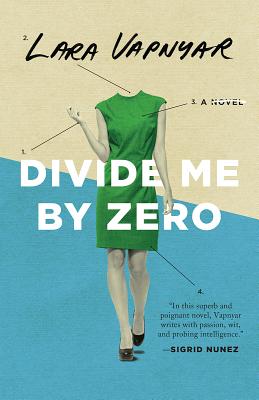 2.
LARA VAPNYAR
3. A NOVEL
1.
DIVIDE ME
BY ZERO
4.
"In this superb and
poignant novel, Vapnyar
writes with passion, wit,
and probing intelligence."
—SIGRID NUNEZ